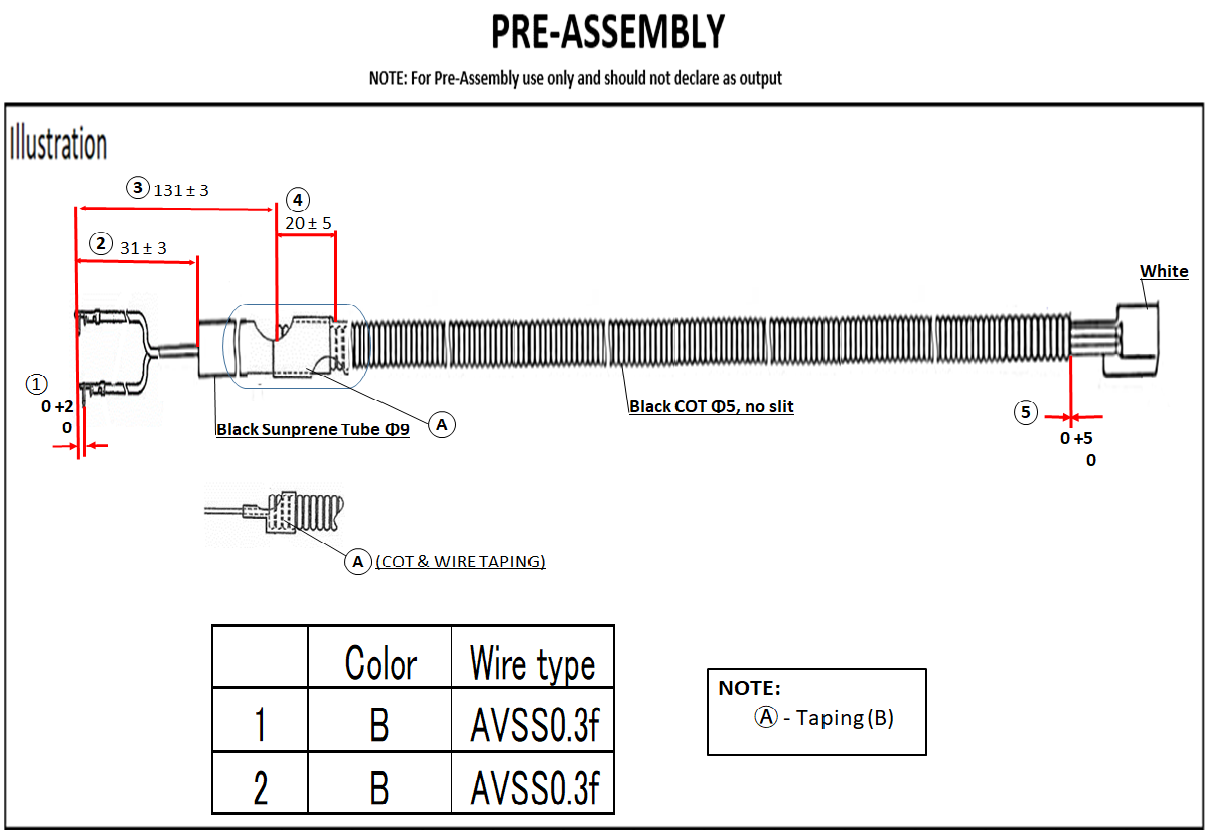 PRE-ASSEMBLY
NOTE: For Pre-Assembly use only and should not declare as output
Illustration
③ 131 ± 3
④
20 ± 5
② 31 ± 3
White
①
0 +2
0
Black Sunprene Tube Φ9
A
Black COT Φ5, no slit
⑤
0 +5
0
A (COT & WIRE TAPING)
Color Wire type
1 B AVSS0.3f
2 B AVSS0.3f
NOTE:
Ⓐ - Taping (B)